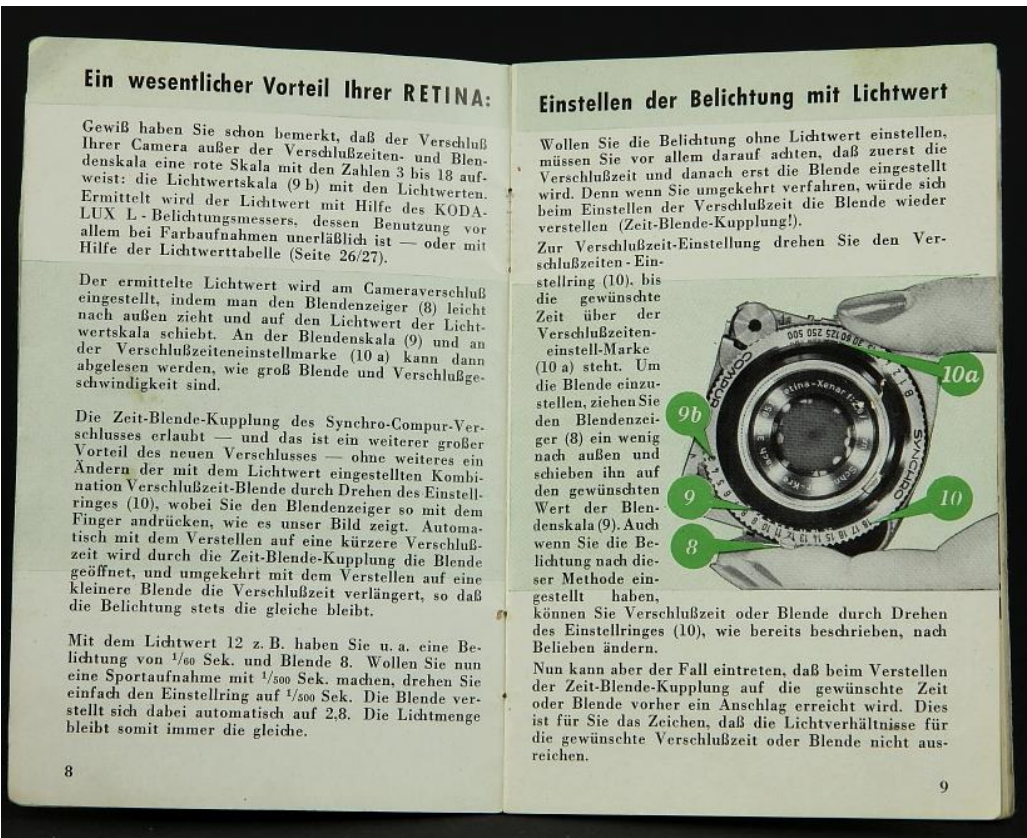 Ein wesentlicher Vorteil Ihrer RETINA:
Gewiß haben Sie schon bemerkt, daß der Verschluß
Ihrer Camera außer der Verschlußzeiten- und Blen-
denskala eine rote Skala mit den Zahlen 3 bis 18 auf-
weist: die Lichtwertskala (9 b) mit den Lichtwerten.
Ermittelt wird der Lichtwert mit Hilfe des KODA-
LUX L - Belichtungsmessers, dessen Benutzung vor
allem bei Farbaufnahmen unerläßlich ist — oder mit
Hilfe der Lichtwerttabelle (Seite 26/27).
Der ermittelte Lichtwert wird am Cameraverschluß
eingestellt, indem man den Blendenzeiger (8) leicht
nach außen zieht und auf den Lichtwert der Licht-
wertskala schiebt. An der Blendenskala (9) und an
der Verschlußzeiteneinstellmarke (10 a) kann dann
abgelesen werden, wie groß Blende und Verschlußge-
schwindigkeit sind.
Die Zeit-Blende-Kupplung des Synchro-Compur-Ver-
schlusses erlaubt — und das ist ein weiterer großer
Vorteil des neuen Verschlusses — ohne weiteres ein
Ändern der mit dem Lichtwert eingestellten Kombi-
nation Verschlußzeit-Blende durch Drehen des Einstell-
ringes (10), wobei Sie den Blendenzeiger so mit dem
Finger andrücken, wie es unser Bild zeigt. Automa-
tisch mit dem Verstellen auf eine kürzere Verschluß-
zeit wird durch die Zeit-Blende-Kupplung die Blende
geöffnet, und umgekehrt mit dem Verstellen auf eine
kleinere Blende die Verschlußzeit verlängert, so daß
die Belichtung stets die gleiche bleibt.
Mit dem Lichtwert 12 z. B. haben Sie u. a. eine Be-
lichtung von 1/60 Sek. und Blende 8. Wollen Sie nun
eine Sportaufnahme mit 1/500 Sek. machen, drehen Sie
einfach den Einstellring auf 1/500 Sek. Die Blende ver-
stellt sich dabei automatisch auf 2,8. Die Lichtmenge
bleibt somit immer die gleiche.
8
Einstellen der Belichtung mit Lichtwert
Wollen Sie die Belichtung ohne Lichtwert einstellen,
müssen Sie vor allem darauf achten, daß zuerst die
Verschlußzeit und danach erst die Blende eingestellt
wird. Denn wenn Sie umgekehrt verfahren, würde sich
beim Einstellen der Verschlußzeit die Blende wieder
verstellen (Zeit-Blende-Kupplung!).
Zur Verschlußzeit-Einstellung drehen Sie den Ver-
schlußzeiten - Ein-
stellring (10), bis
die gewünschte
Zeit über der
Verschlußzeiten-
einstell-Marke
(10 a) steht. Um
die Blende einzu-
stellen, ziehen Sie
den Blendenzei-
ger (8) ein wenig
nach außen und
schieben ihn auf
den gewünschten
Wert der Blen-
denskala (9). Auch
wenn Sie die Be-
lichtung nach die-
ser Methode ein-
gestellt haben,
können Sie Verschlußzeit oder Blende durch Drehen
des Einstellringes (10), wie bereits beschrieben, nach
Belieben ändern.
Nun kann aber der Fall eintreten, daß beim Verstellen
der Zeit-Blende-Kupplung auf die gewünschte Zeit
oder Blende vorher ein Anschlag erreicht wird. Dies
ist für Sie das Zeichen, daß die Lichtverhältnisse für
die gewünschte Verschlußzeit oder Blende nicht aus-
reichen.
500 250 125 60 30
COMPUR
Retina-Xenar
SYNCHRO
10a
9b
9
10
8
9